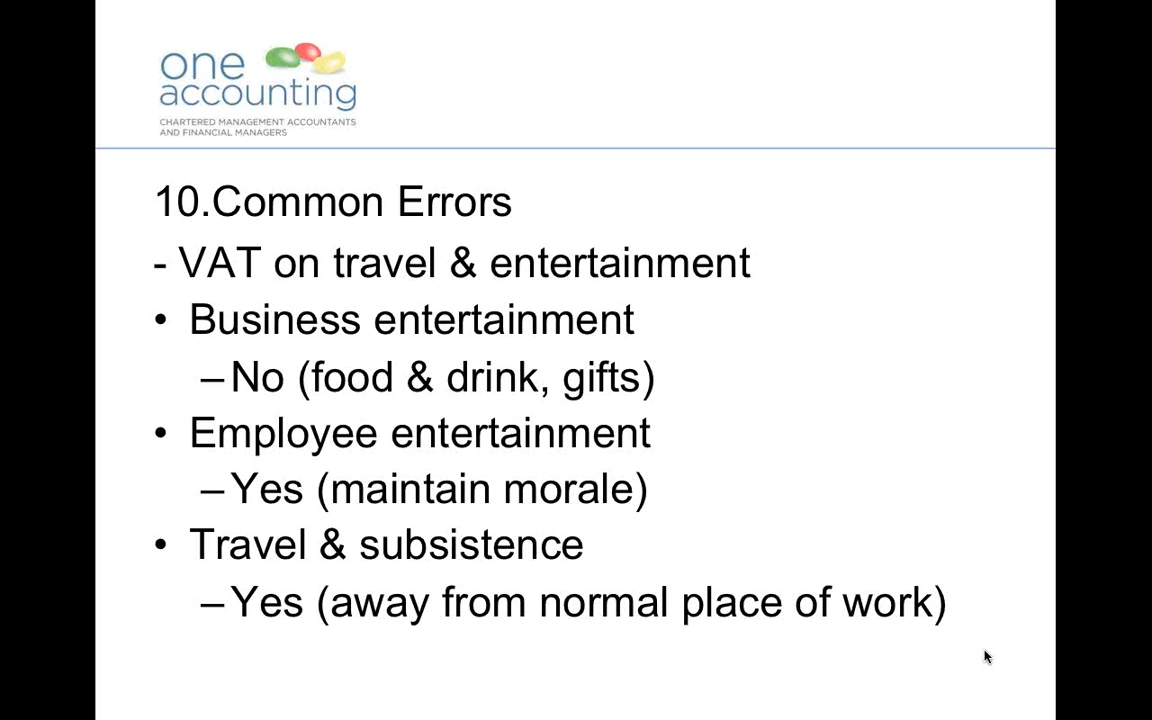 one
accounting
CHARTERED MANAGEMENT ACCOUNTANTS
AND FINANCIAL MANAGERS
10.Common Errors
- VAT on travel & entertainment
• Business entertainment
–No (food & drink, gifts)
• Employee entertainment
–Yes (maintain morale)
• Travel & subsistence
–Yes (away from normal place of work)